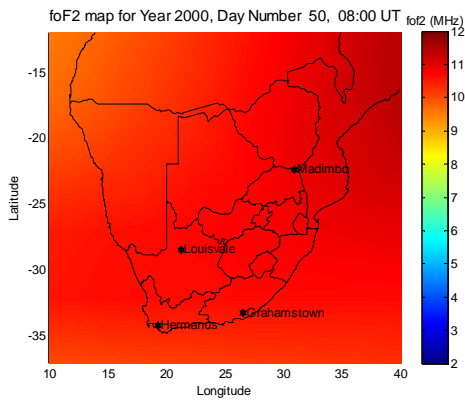 foF2 map for Year 2000, Day Number 50, 08:00 UT
fof2 (MHz)
12
11
10
9
8
7
6
5
4
3
2
Latitude
-15
-20
-25
-30
-35
Madimbo
Louisvale
Grahamstown
Hermanus
10 15 20 25 30 35 40
Longitude